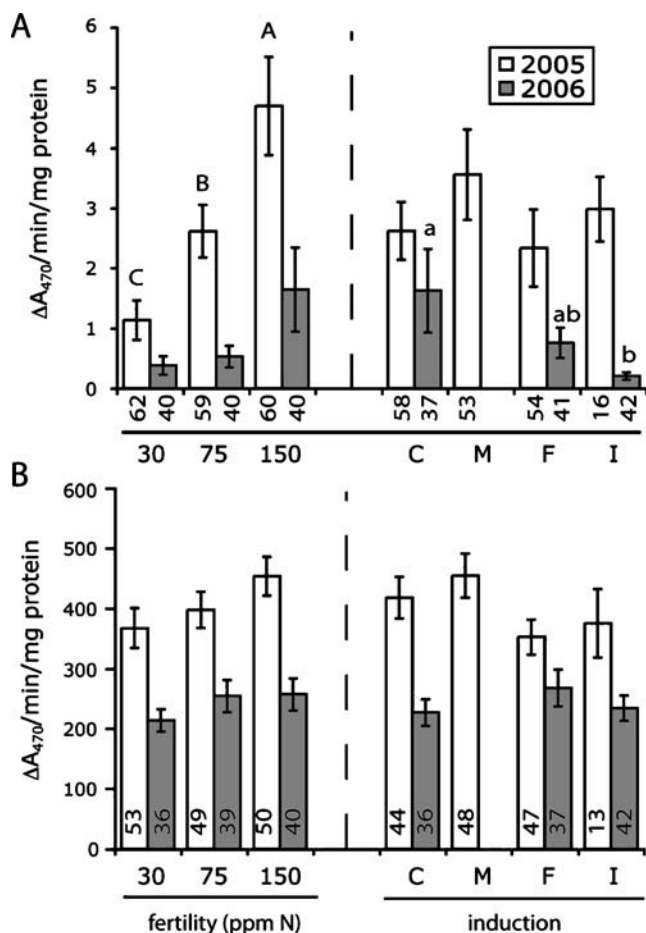 A
ΔA470/min/mg protein
6
5
4
3
2
1
0
2005
2006
C
B
A
a
ab
b
62 40 59 40 60 40 58 37 53 54 41 16 42
30 75 150 C M F I
B
ΔA470/min/mg protein
600
500
400
300
200
100
0
53 36 49 39 50 40 44 36 48 47 37 13 42
30 75 150 C M F I
fertility (ppm N) induction